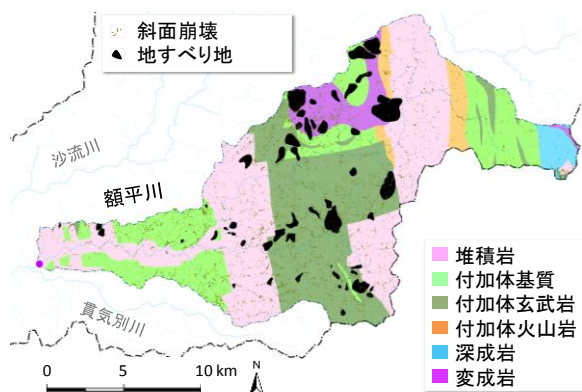 斜面崩壊
地すべり地
沙流川
額平川
貫気別川
堆積岩
付加体基質
付加体玄武岩
付加体火山岩
深成岩
変成岩
0 5 10 km
N